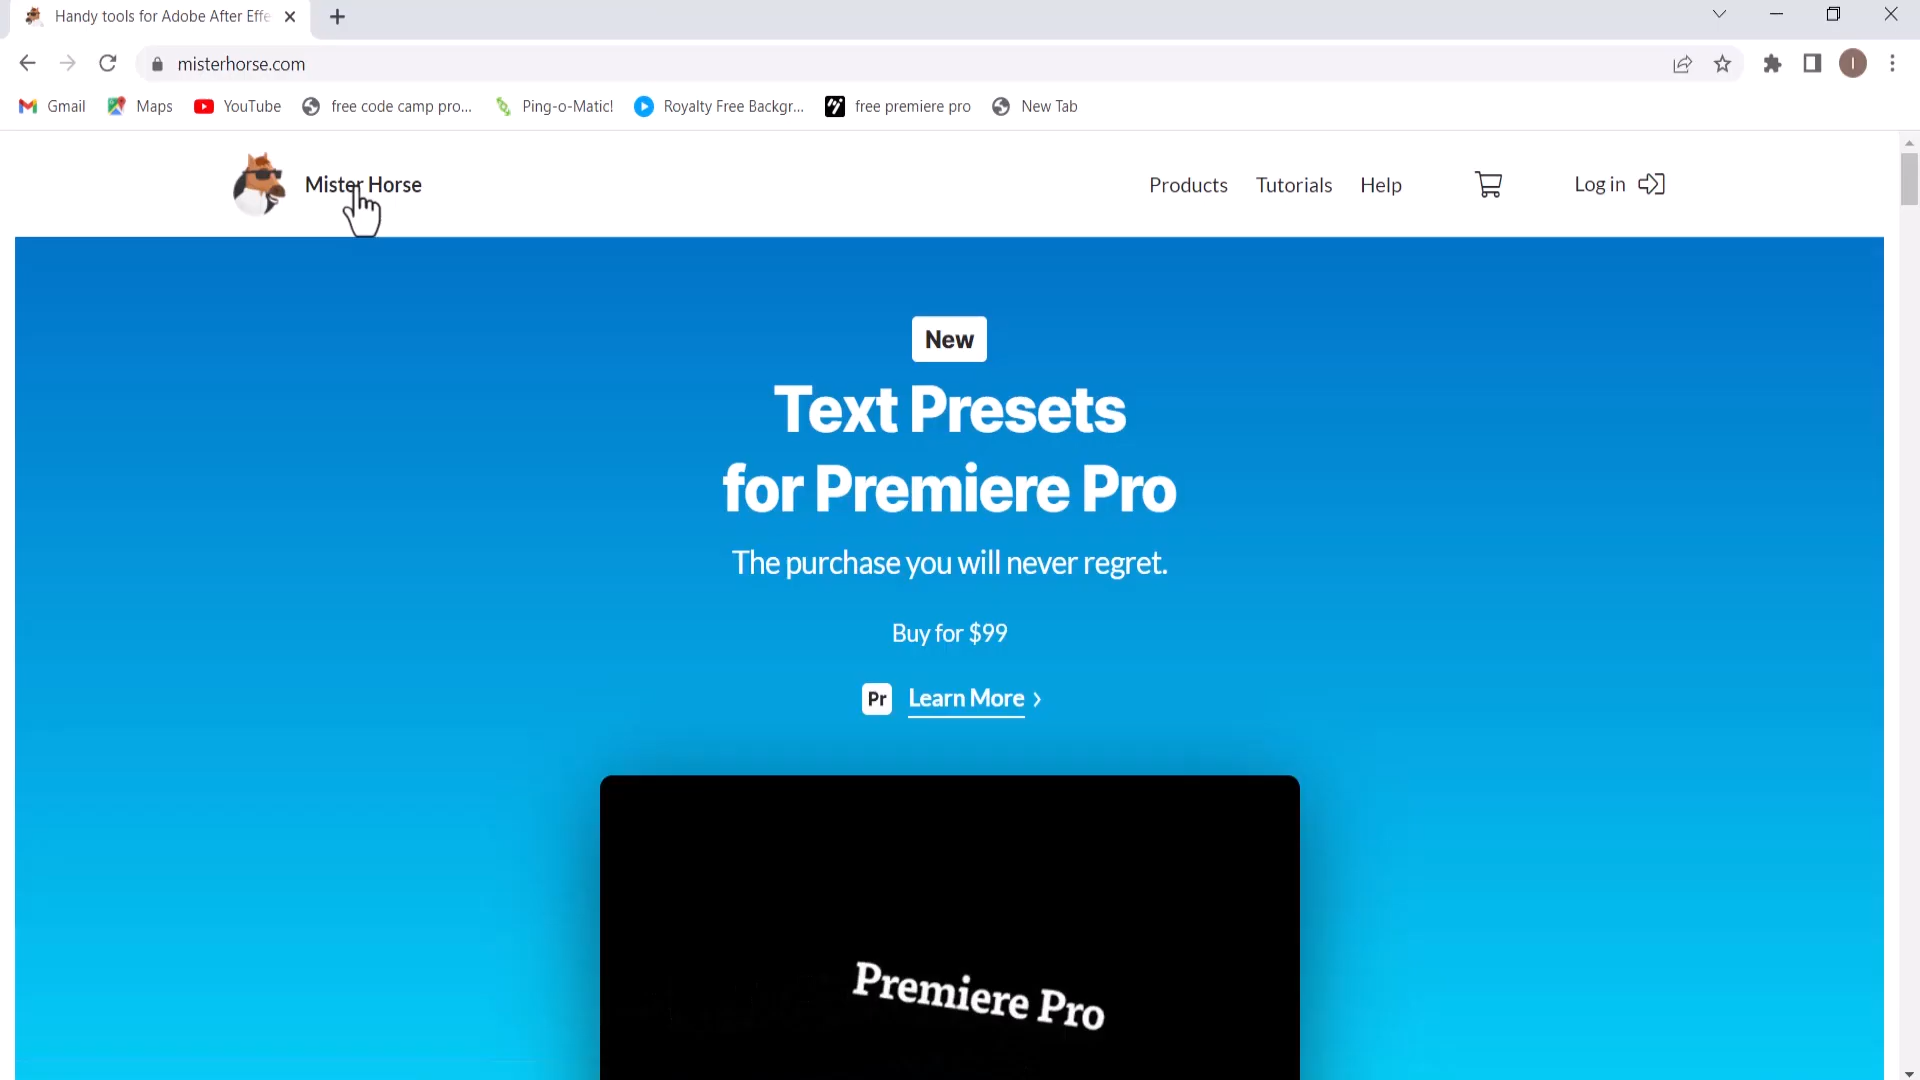 Handy tools for Adobe After Effe
misterhorse.com
I
Gmail
Maps
YouTube
free code camp pro...
Ping-o-Matic!
Royalty Free Backgr...
free premiere pro
New Tab
Mister Horse
Products
Tutorials
Help
Log in
New
Text Presets
for Premiere Pro
The purchase you will never regret.
Buy for $99
Pr Learn More
Premiere Pro